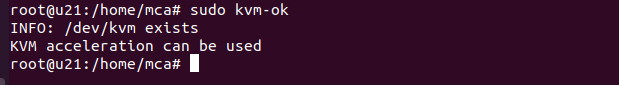 root@u21:/home/mca# sudo kvm-ok
INFO: /dev/kvm exists
KVM acceleration can be used
root@u21:/home/mca#